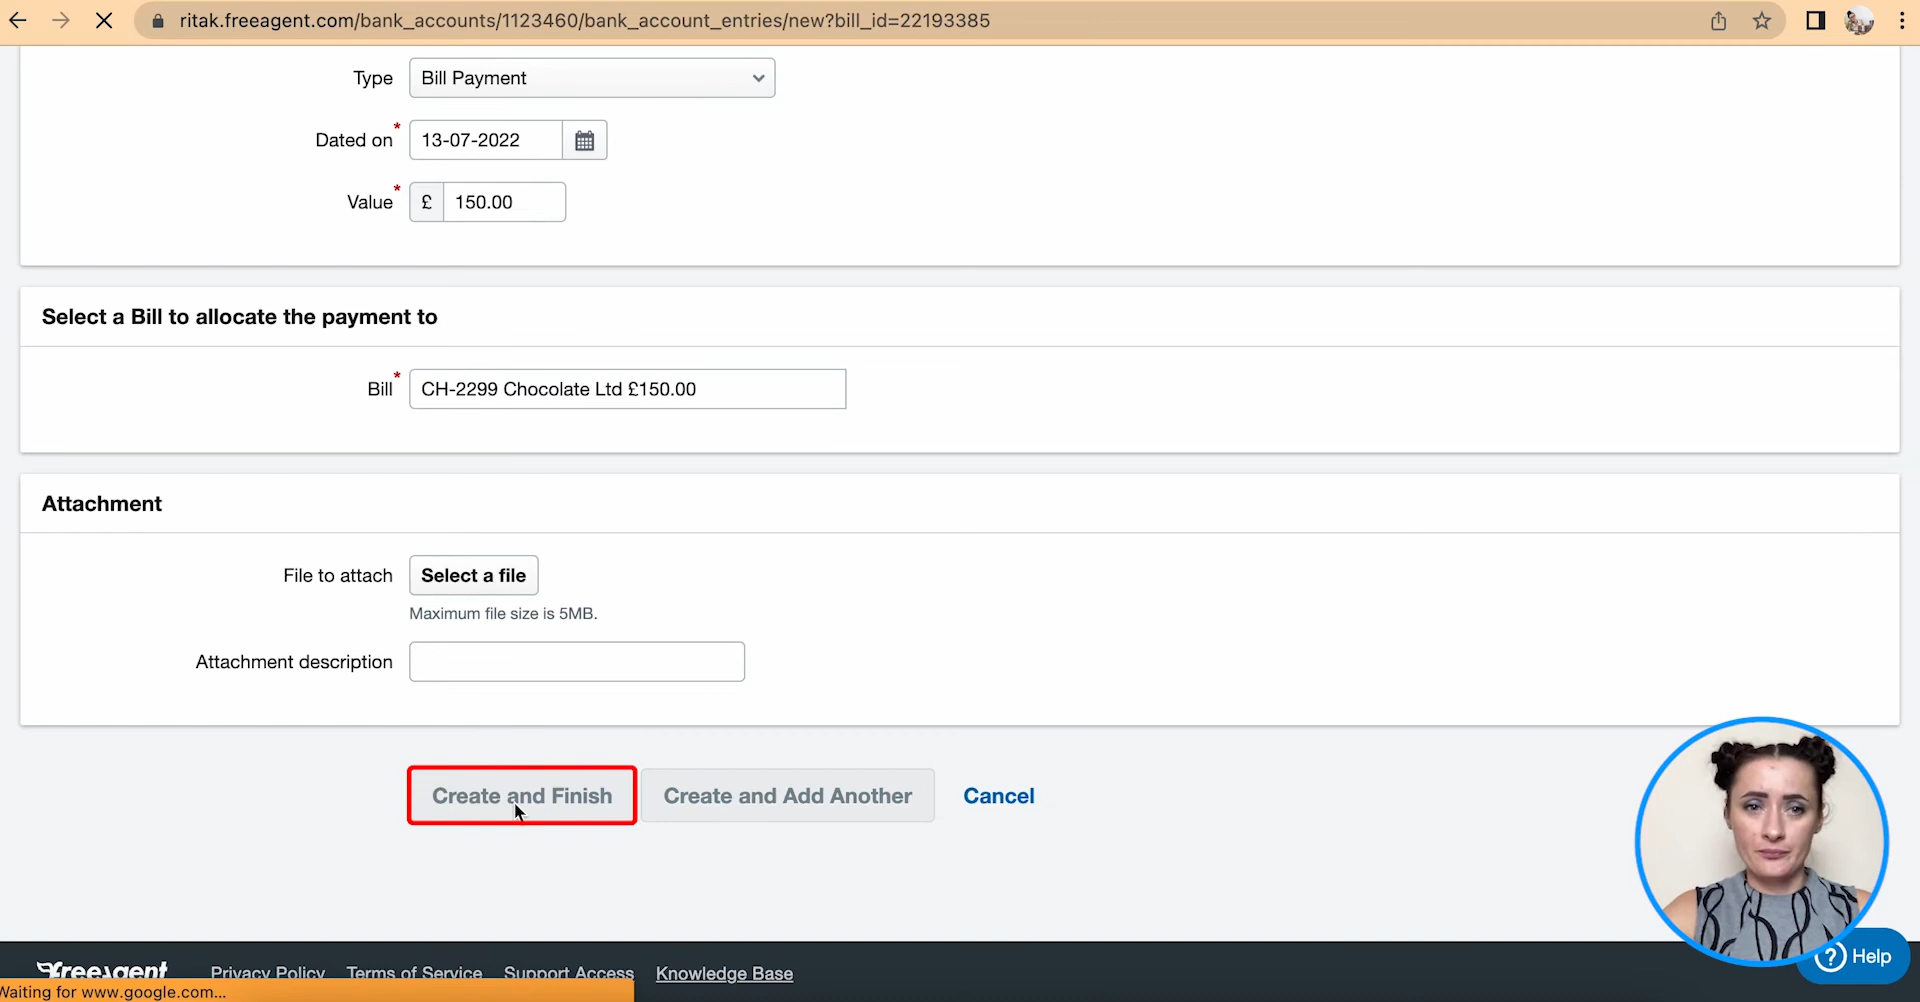 ritak.freeagent.com/bank_accounts/1123460/bank_account_entries/new?bill_id=22193385
Type Bill Payment
Dated on* 13-07-2022
Value* £ 150.00
Select a Bill to allocate the payment to
Bill* CH-2299 Chocolate Ltd £150.00
Attachment
File to attach Select a file
Maximum file size is 5MB.
Attachment description
Create and Finish Create and Add Another Cancel
? Help
freeagent Privacy Policy Terms of Service Support Access Knowledge Base
Waiting for www.google.com...